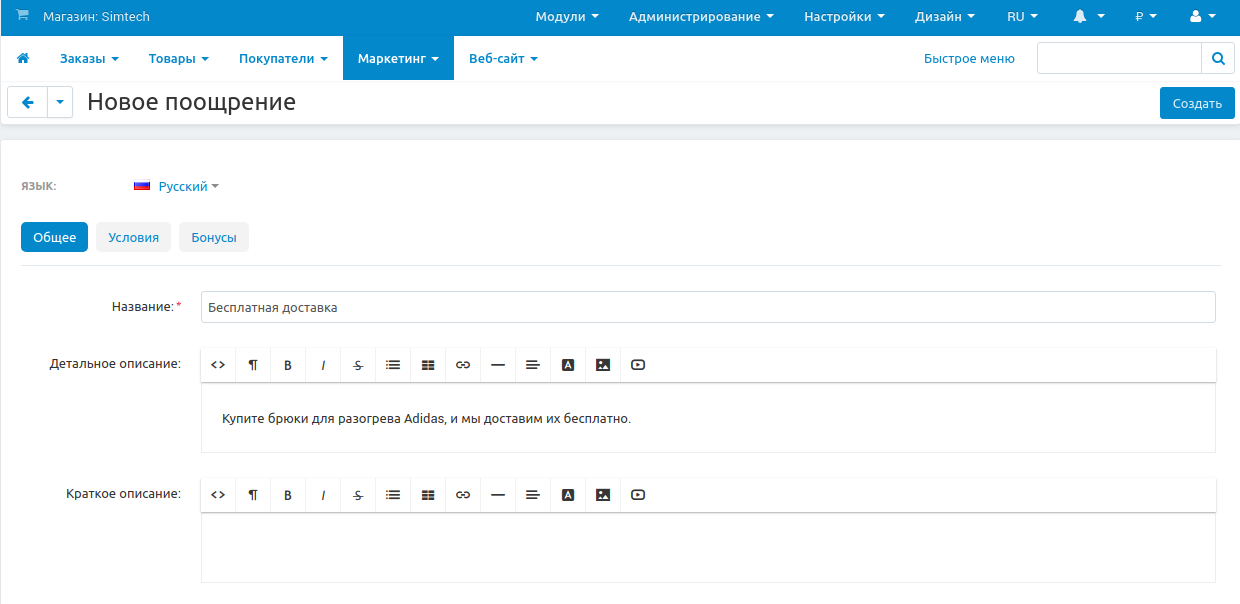 Магазин: Simtech Модули Администрирование Настройки Дизайн RU ₽
Заказы Товары Покупатели Маркетинг Веб-сайт Быстрое меню
Новое поощрение Создать
ЯЗЫК: Русский
Общее Условия Бонусы
Название:* Бесплатная доставка
Детальное описание: <> ¶ B I S A
Купите брюки для разогрева Adidas, и мы доставим их бесплатно.
Краткое описание: <> ¶ B I S A